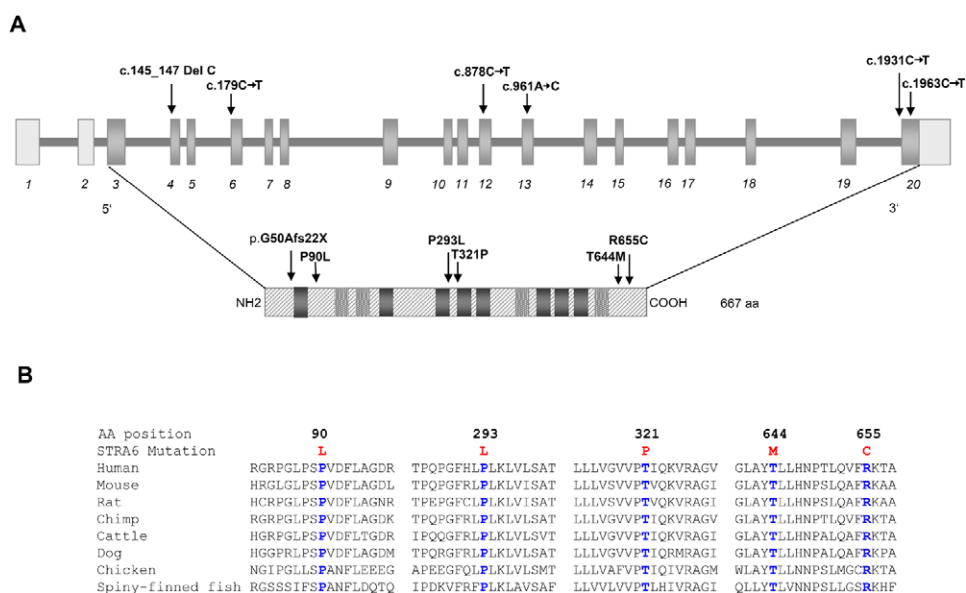 A
c.145_147 Del C
c.179C→T
c.878C→T
c.961A→C
c.1931C→T
c.1963C→T
1 2 3 4 5 6 7 8 9 10 11 12 13 14 15 16 17 18 19 20
5' 3'
p.G50Afs22X
P90L
P293L
T321P
T644M
R655C
NH2 COOH 667 aa
B
AA position 90 293 321 644 655
STRA6 Mutation L L P M C
Human RGRPGLPSPVDFLAGDR TPQPGFHLPLKLVLSAT LLLVGVVPTIQKVRAGV GLAYTLLHNPTLQVFRKTA
Mouse HRGLGLPSPVDFLAGDL TPQPGFRLPLKLVISAT LLLVSVVPTVQKVRAGI GLAYTLLHNPSLQAFRKAA
Rat HCRPGLPSPVDFLAGNR TPEPGFCLPLKLVISAT LLLVSVVPTVQKVRAGI GLAYTLLHNPSLQAFRKAA
Chimp RGRPGLPSPVDFLAGDK TPQPGFHLPLKLVLSAT LLLVGVVPTIQKVRAGV GLAYTLLHNPTLQVFRKTA
Cattle HGRPGLPSPVDFLTGDR IPQQGFRLPLKLVLSVT LLLVGVVPTIQKVRAGI GLAYTLLHNPALQAFRKTA
Dog HGGPRLPSPVDFLAGDM TPQRGFRLPLKLVLSAT LLLVGVVPTIQRMRAGI GLAYTLLHNPALQAFRKPA
Chicken NGIPGLLSPANFLEEEG APEEGFQLPLKLAVSMT LLLVAFVPTIQIVRAGM WLAYTLLHNPSLMGCRKTA
Spiny-finned fish RGSSSIFSPANFLDQTQ IPDKVFRFPLKLAVSAF LLVVLVVPTLHIVRAGI QLLYTLVNNPSLLGSRKHF